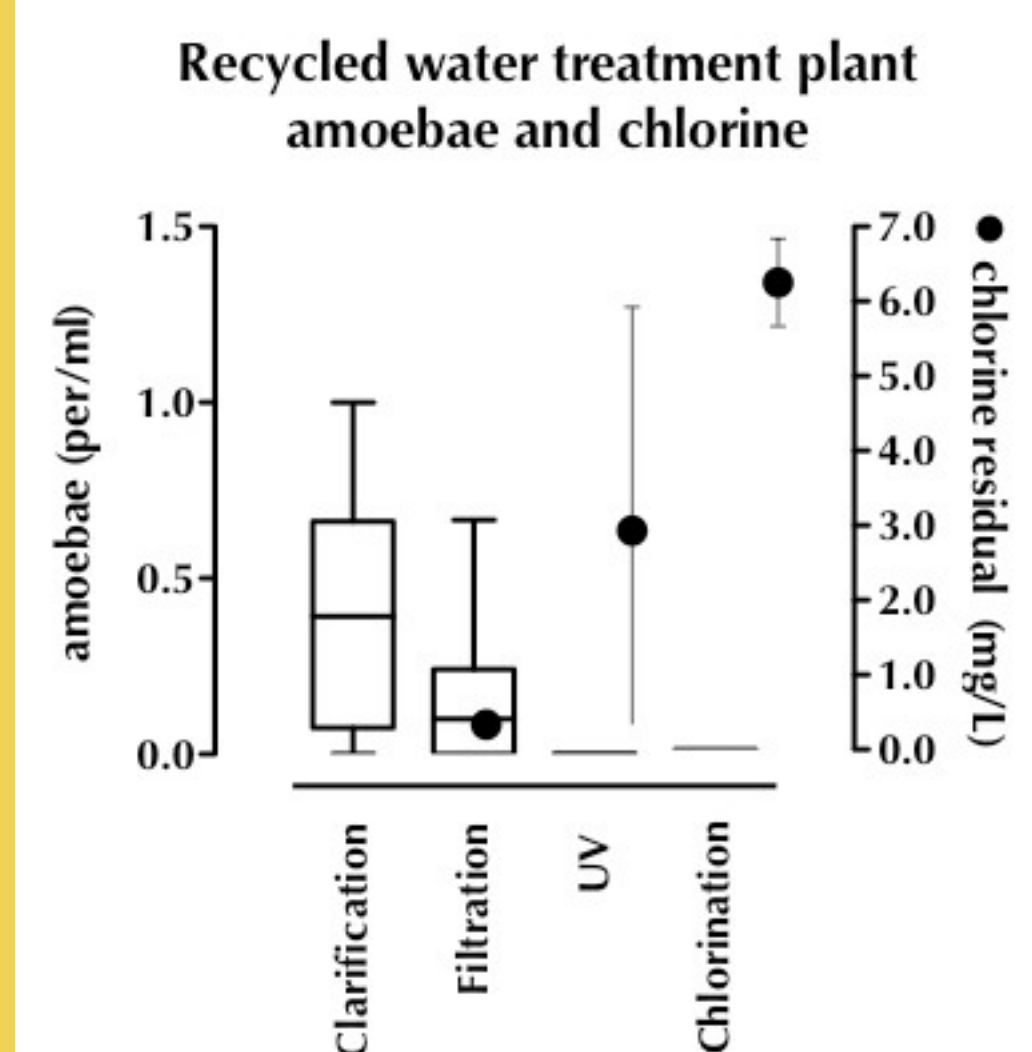 Recycled water treatment plant
amoebae and chlorine
amoebae (per/ml)
1.5
1.0
0.5
0.0
7.0
6.0
5.0
4.0
3.0
2.0
1.0
0.0
chlorine residual (mg/L)
Clarification
Filtration
UV
Chlorination